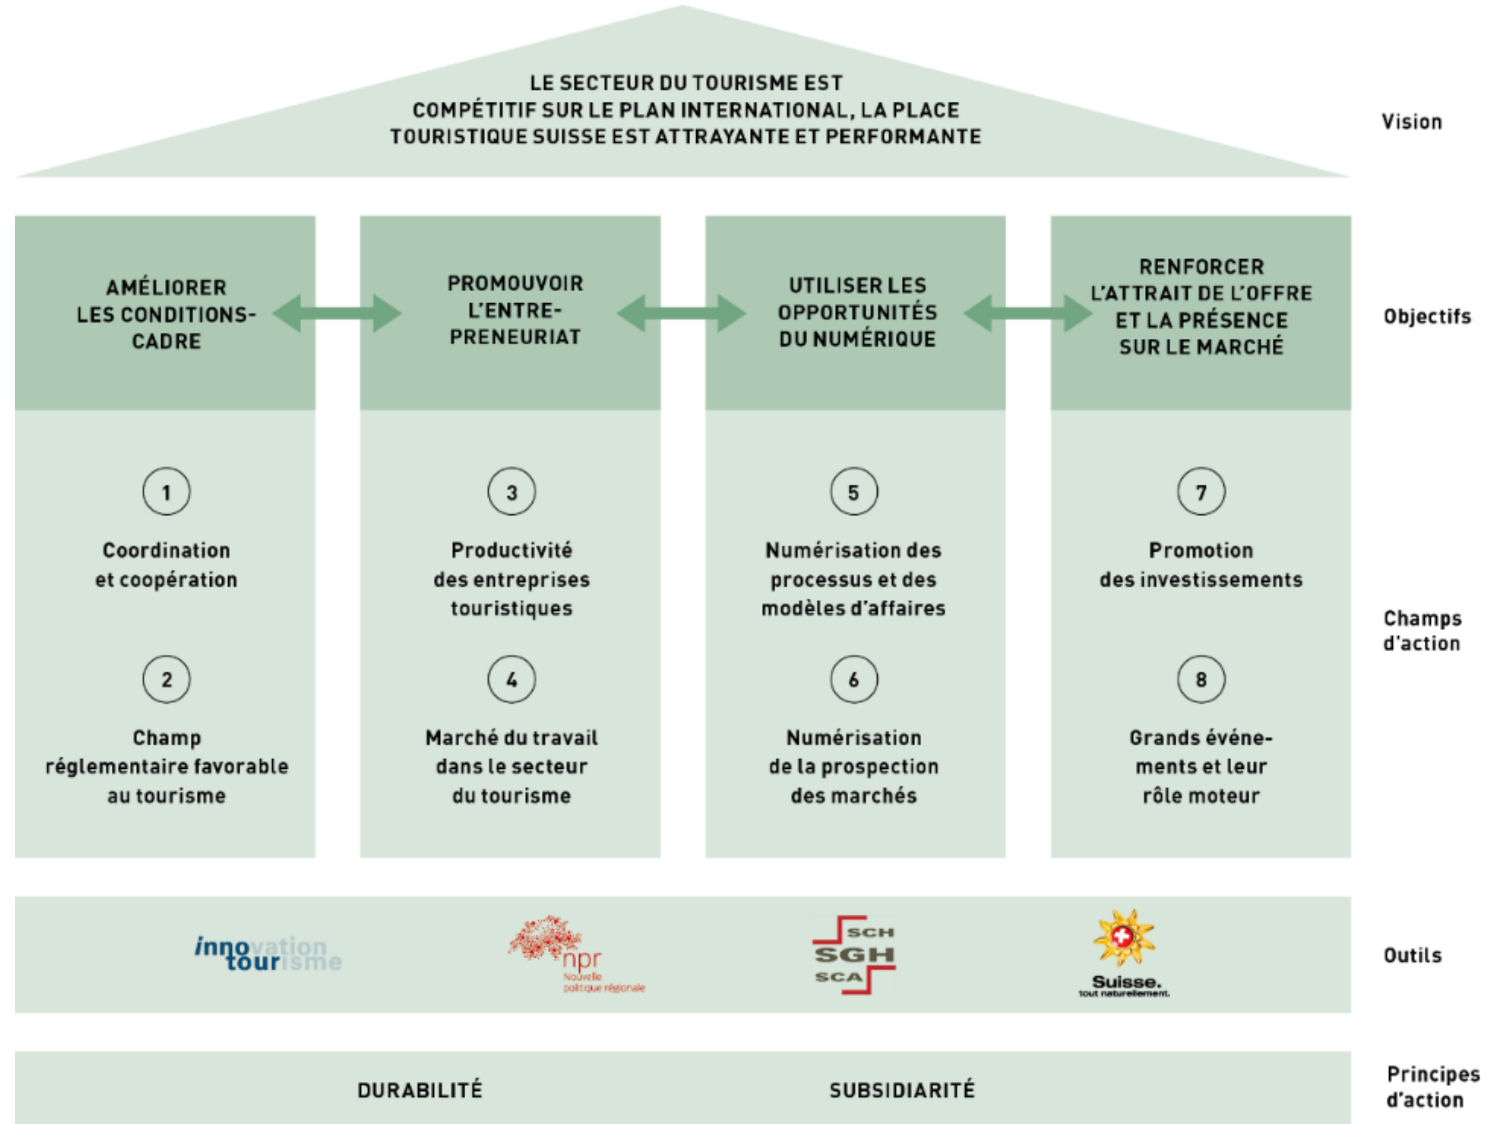 LE SECTEUR DU TOURISME EST
COMPÉTITIF SUR LE PLAN INTERNATIONAL, LA PLACE
TOURISTIQUE SUISSE EST ATTRAYANTE ET PERFORMANTE
Vision
AMÉLIORER
LES CONDITIONS-
CADRE
PROMOUVOIR
L'ENTRE-
PRENEURIAT
UTILISER LES
OPPORTUNITÉS
DU NUMÉRIQUE
RENFORCER
L'ATTRAIT DE L'OFFRE
ET LA PRÉSENCE
SUR LE MARCHÉ
Objectifs
1
Coordination
et coopération
2
Champ
réglementaire favorable
au tourisme
3
Productivité
des entreprises
touristiques
4
Marché du travail
dans le secteur
du tourisme
5
Numérisation des
processus et des
modèles d'affaires
6
Numérisation
de la prospection
des marchés
7
Promotion
des investissements
8
Grands événe-
ments et leur
rôle moteur
Champs
d'action
innovation
tourisme
npr
Nouvelle
politique régionale
SCH
SGH
SCA
Suisse.
tout naturellement.
Outils
DURABILITÉ
SUBSIDIARITÉ
Principes
d'action